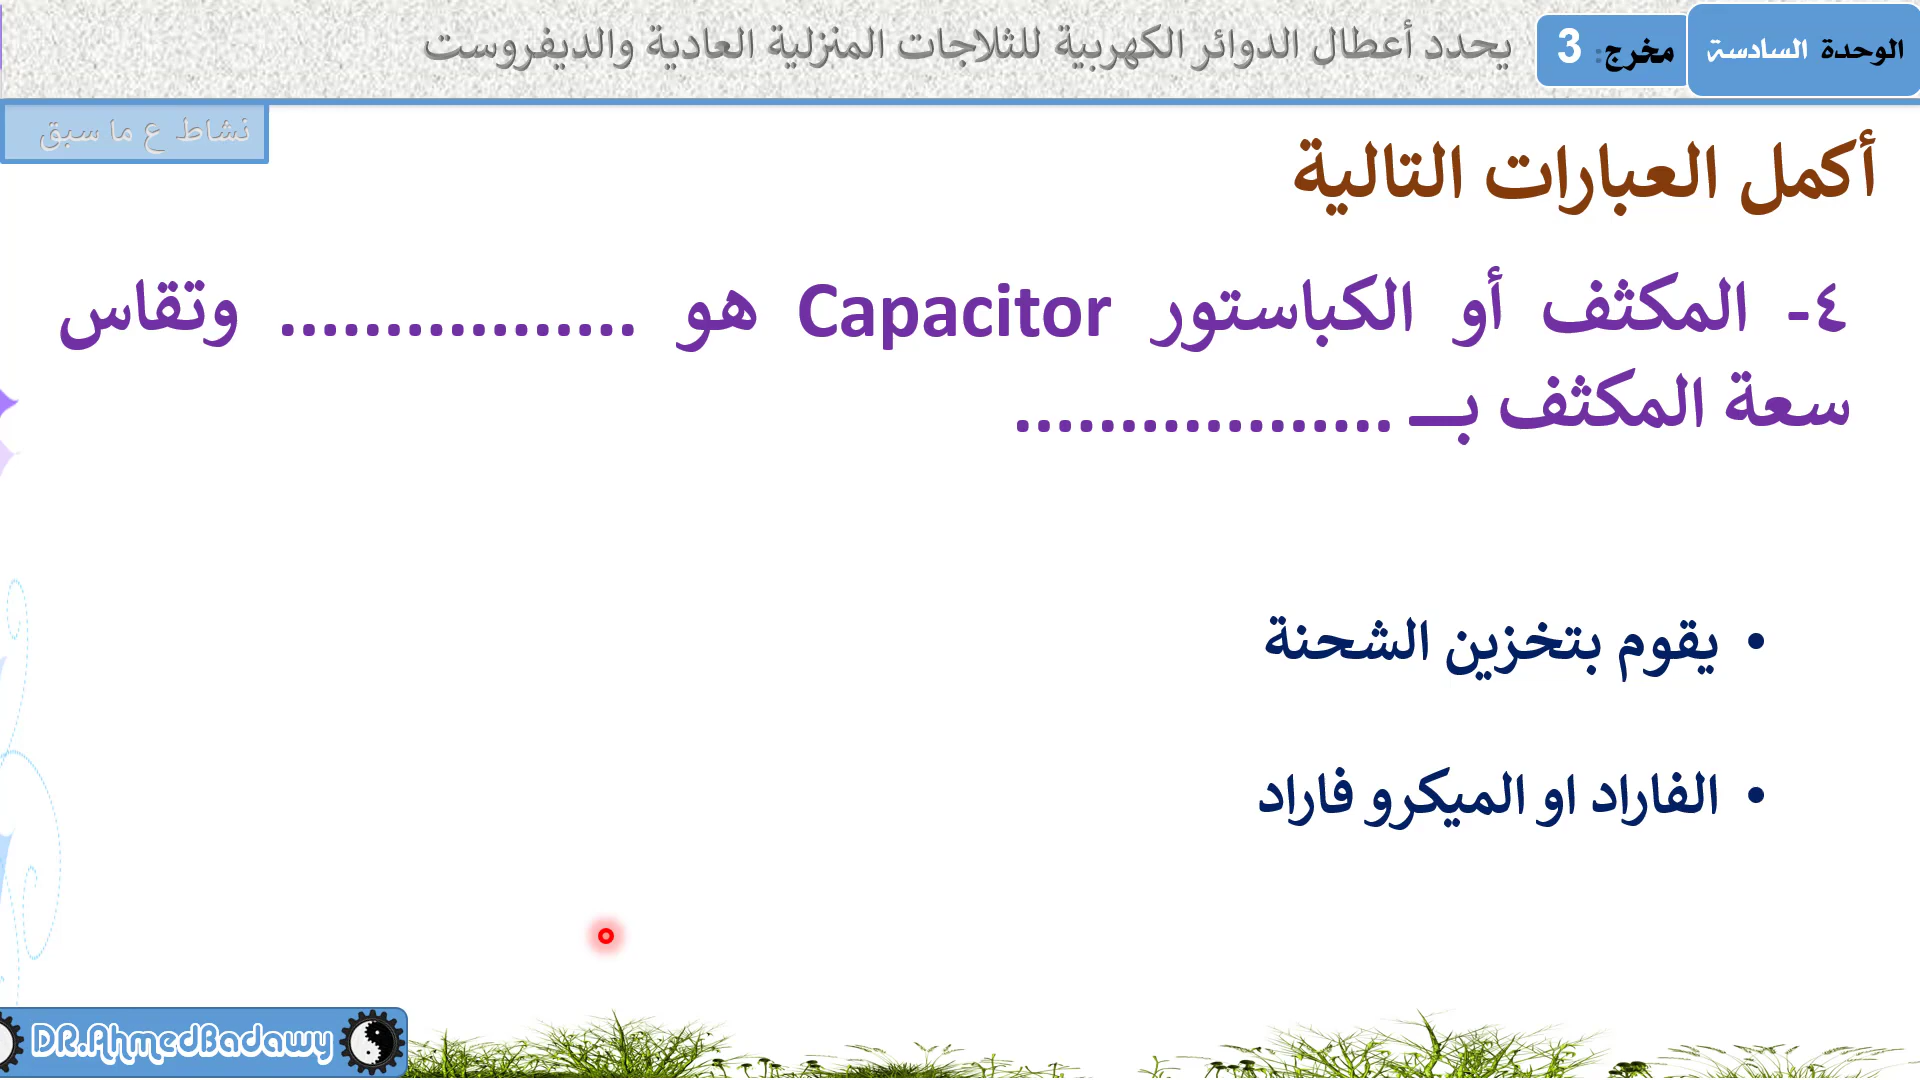 الوحدة السادسة
مخرج: 3
يحدد أعطال الدوائر الكهربية للثلاجات المنزلية العادية والديفروست
نشاط ع ما سبق
أكمل العبارات التالية
٤- المكثف أو الكباستور Capacitor هو ................. وتقاس
سعة المكثف بـــ ..................
• يقوم بتخزين الشحنة
• الفاراد او الميكرو فاراد
DR.AhmedBadawy